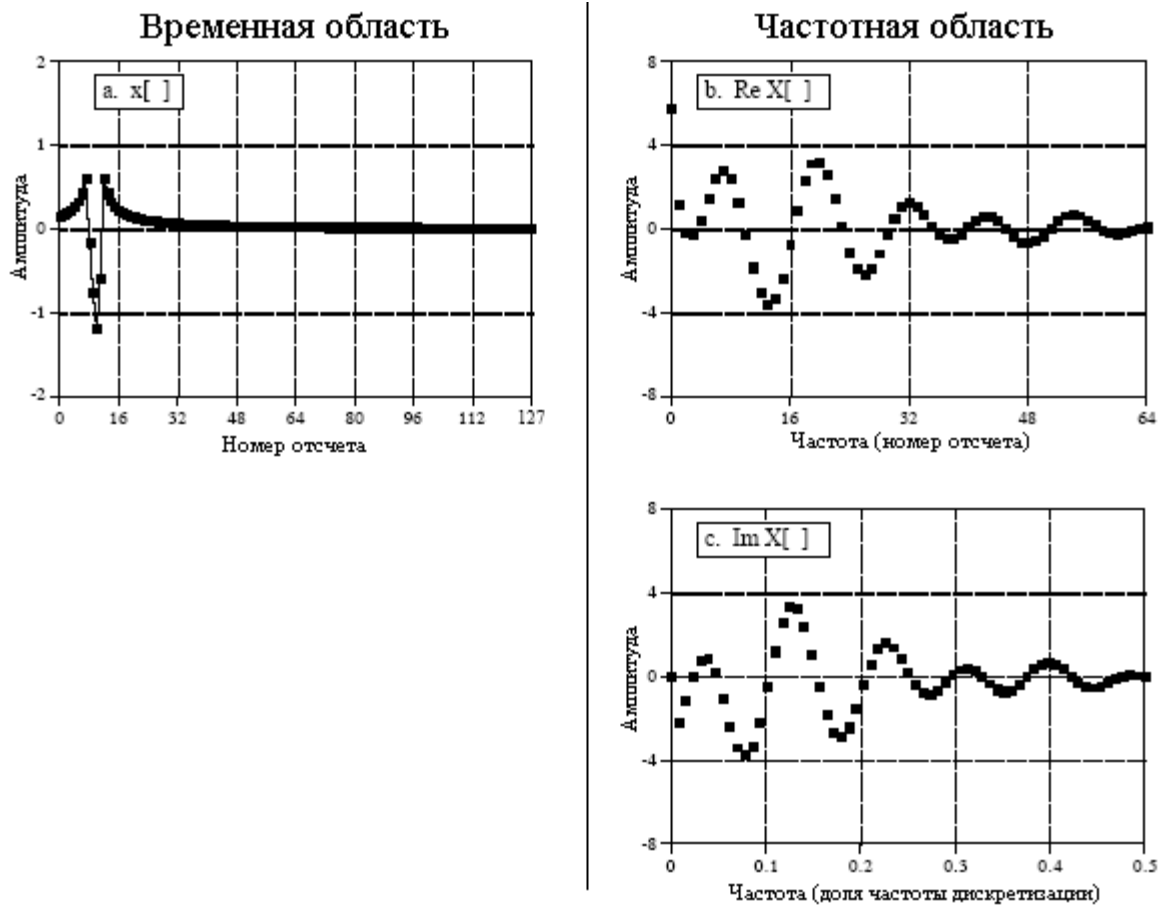 Временная область
2
a. x[ ]
1
0
-1
-2
Амплитуда
0 16 32 48 64 80 96 112 127
Номер отсчета
Частотная область
8
b. Re X[ ]
4
0
-4
-8
Амплитуда
0 16 32 48 64
Частота (номер отсчета)
8
c. Im X[ ]
4
0
-4
-8
Амплитуда
0 0.1 0.2 0.3 0.4 0.5
Частота (доля частоты дискретизации)